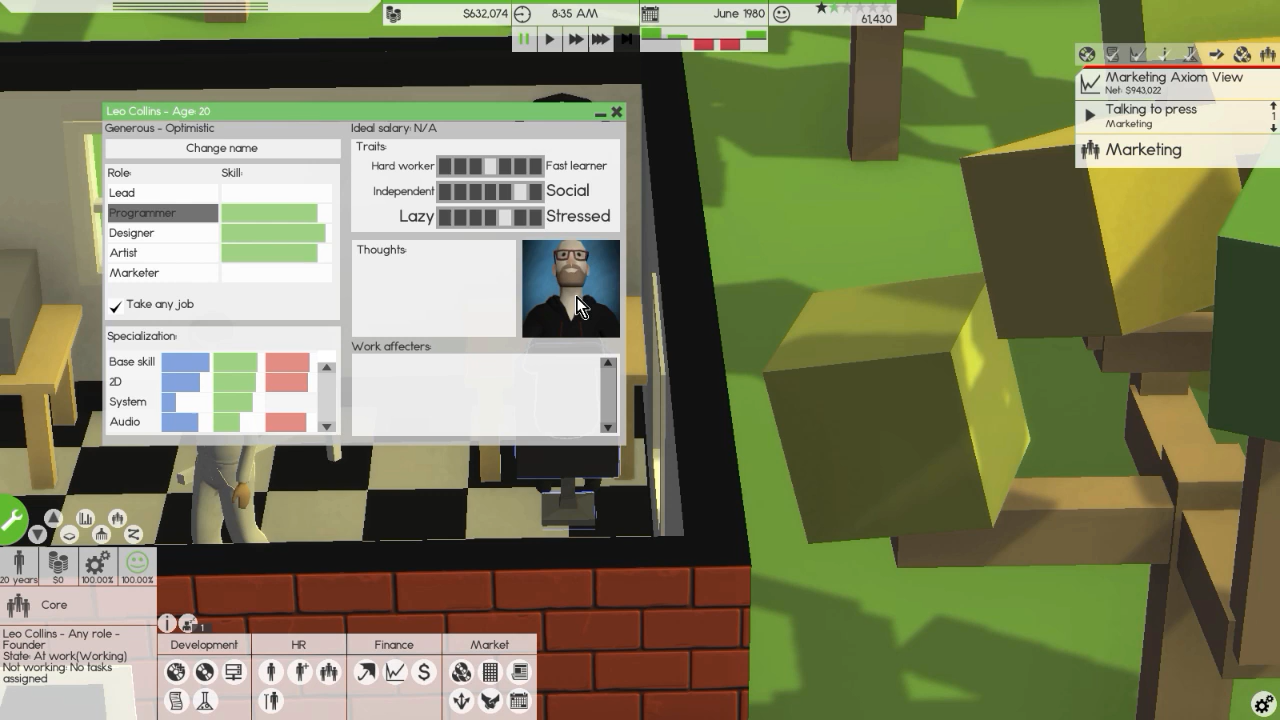 $632,074
8:35 AM
June 1980
61,430
Marketing Axiom View
Net: $943,022
Talking to press
1
Marketing
Marketing
Leo Collins - Age: 20
Generous - Optimistic
Change name
Role:
Skill:
Lead
Programmer
Designer
Artist
Marketer
Take any job
Specialization:
Base skill
2D
System
Audio
Ideal salary: N/A
Traits:
Hard worker
Fast learner
Independent
Social
Lazy
Stressed
Thoughts:
Work affecters:
20 years
$0
100.00%
100.00%
Core
Leo Collins - Any role -
Founder
State: At work(Working)
Not working: No tasks
assigned
1
Development
HR
Finance
Market